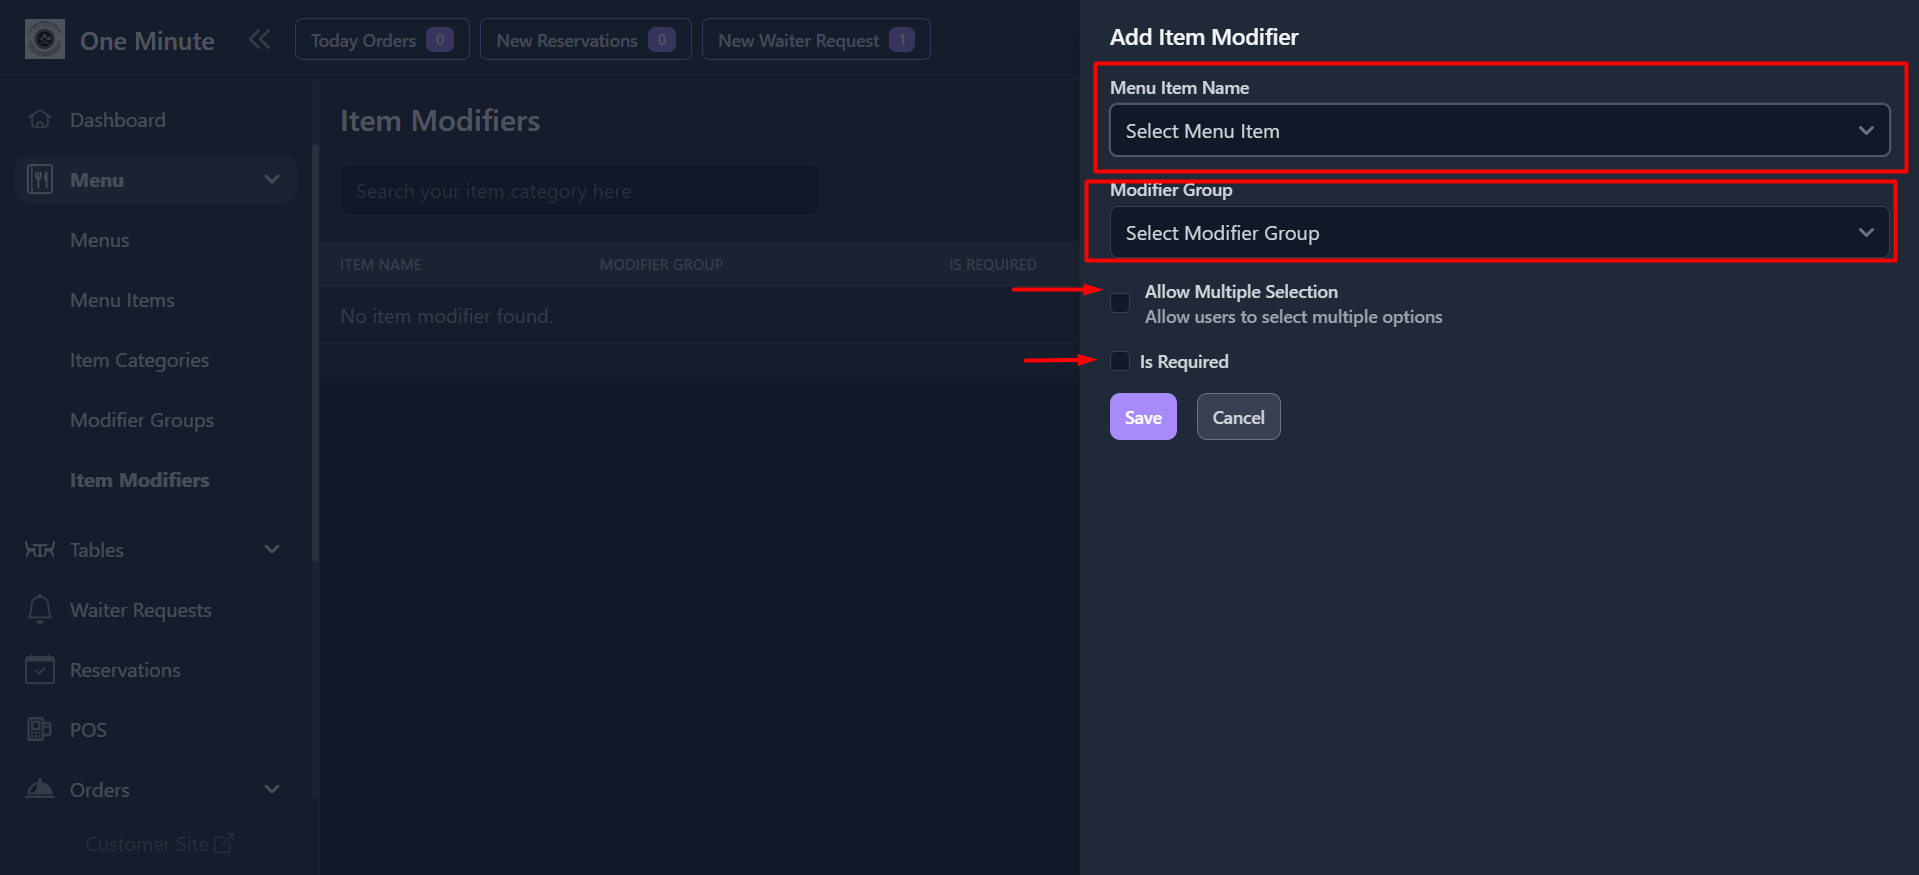 One Minute
Today Orders 0
New Reservations 0
New Waiter Request 1
Dashboard
Menu
Menus
Menu Items
Item Categories
Modifier Groups
Item Modifiers
Tables
Waiter Requests
Reservations
POS
Orders
Customer Site
Item Modifiers
Search your item category here
ITEM NAME MODIFIER GROUP IS REQUIRED
No item modifier found.
Add Item Modifier
Menu Item Name
Select Menu Item
Modifier Group
Select Modifier Group
Allow Multiple Selection
Allow users to select multiple options
Is Required
Save Cancel